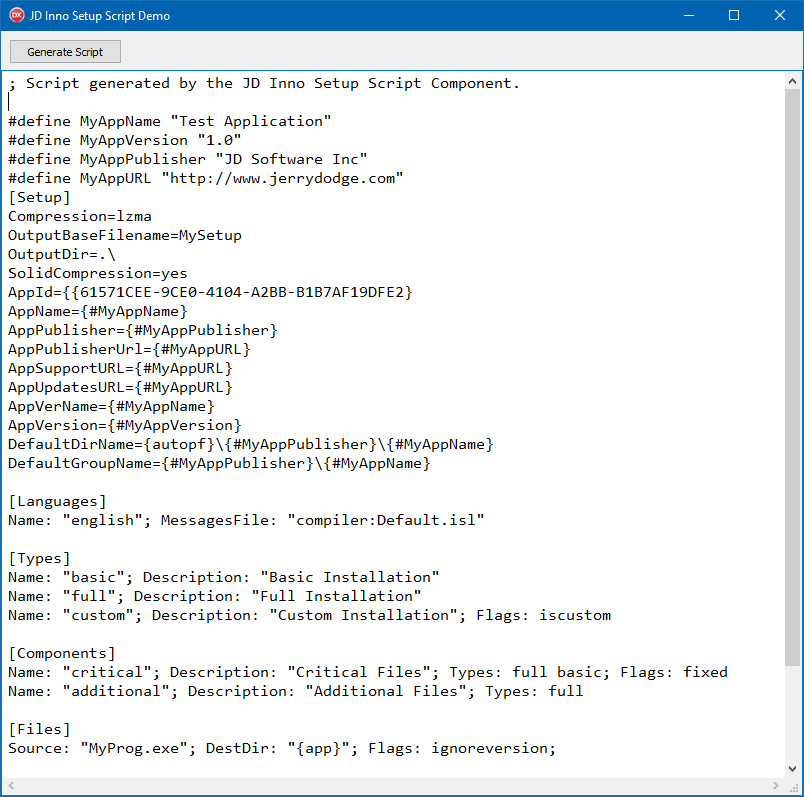 DX JD Inno Setup Script Demo
Generate Script
; Script generated by the JD Inno Setup Script Component.
#define MyAppName "Test Application"
#define MyAppVersion "1.0"
#define MyAppPublisher "JD Software Inc"
#define MyAppURL "http://www.jerrydodge.com"
[Setup]
Compression=lzma
OutputBaseFilename=MySetup
OutputDir=.\
SolidCompression=yes
AppId={{61571CEE-9CE0-4104-A2BB-B1B7AF19DFE2}
AppName={#MyAppName}
AppPublisher={#MyAppPublisher}
AppPublisherUrl={#MyAppURL}
AppSupportURL={#MyAppURL}
AppUpdatesURL={#MyAppURL}
AppVerName={#MyAppName}
AppVersion={#MyAppVersion}
DefaultDirName={autopf}\{#MyAppPublisher}\{#MyAppName}
DefaultGroupName={#MyAppPublisher}\{#MyAppName}
[Languages]
Name: "english"; MessagesFile: "compiler:Default.isl"
[Types]
Name: "basic"; Description: "Basic Installation"
Name: "full"; Description: "Full Installation"
Name: "custom"; Description: "Custom Installation"; Flags: iscustom
[Components]
Name: "critical"; Description: "Critical Files"; Types: full basic; Flags: fixed
Name: "additional"; Description: "Additional Files"; Types: full
[Files]
Source: "MyProg.exe"; DestDir: "{app}"; Flags: ignoreversion;